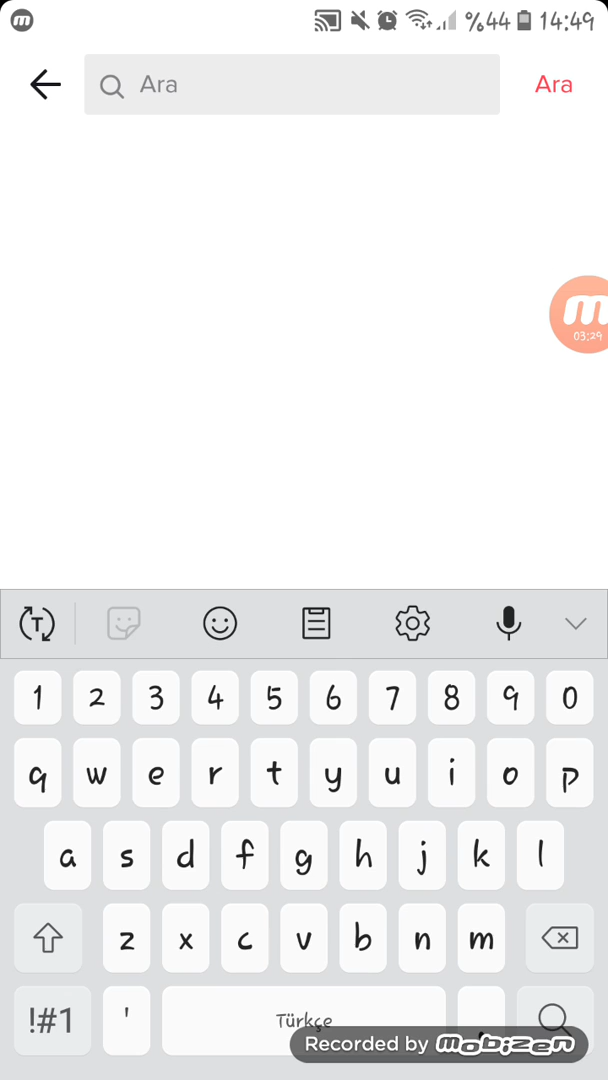 %44 14:49
Ara Ara
m
03:29
1 2 3 4 5 6 7 8 9 0
q w e r t y u i o p
a s d f g h j k l
z x c v b n m
!#1 ' Türkçe .
Recorded by mobizen